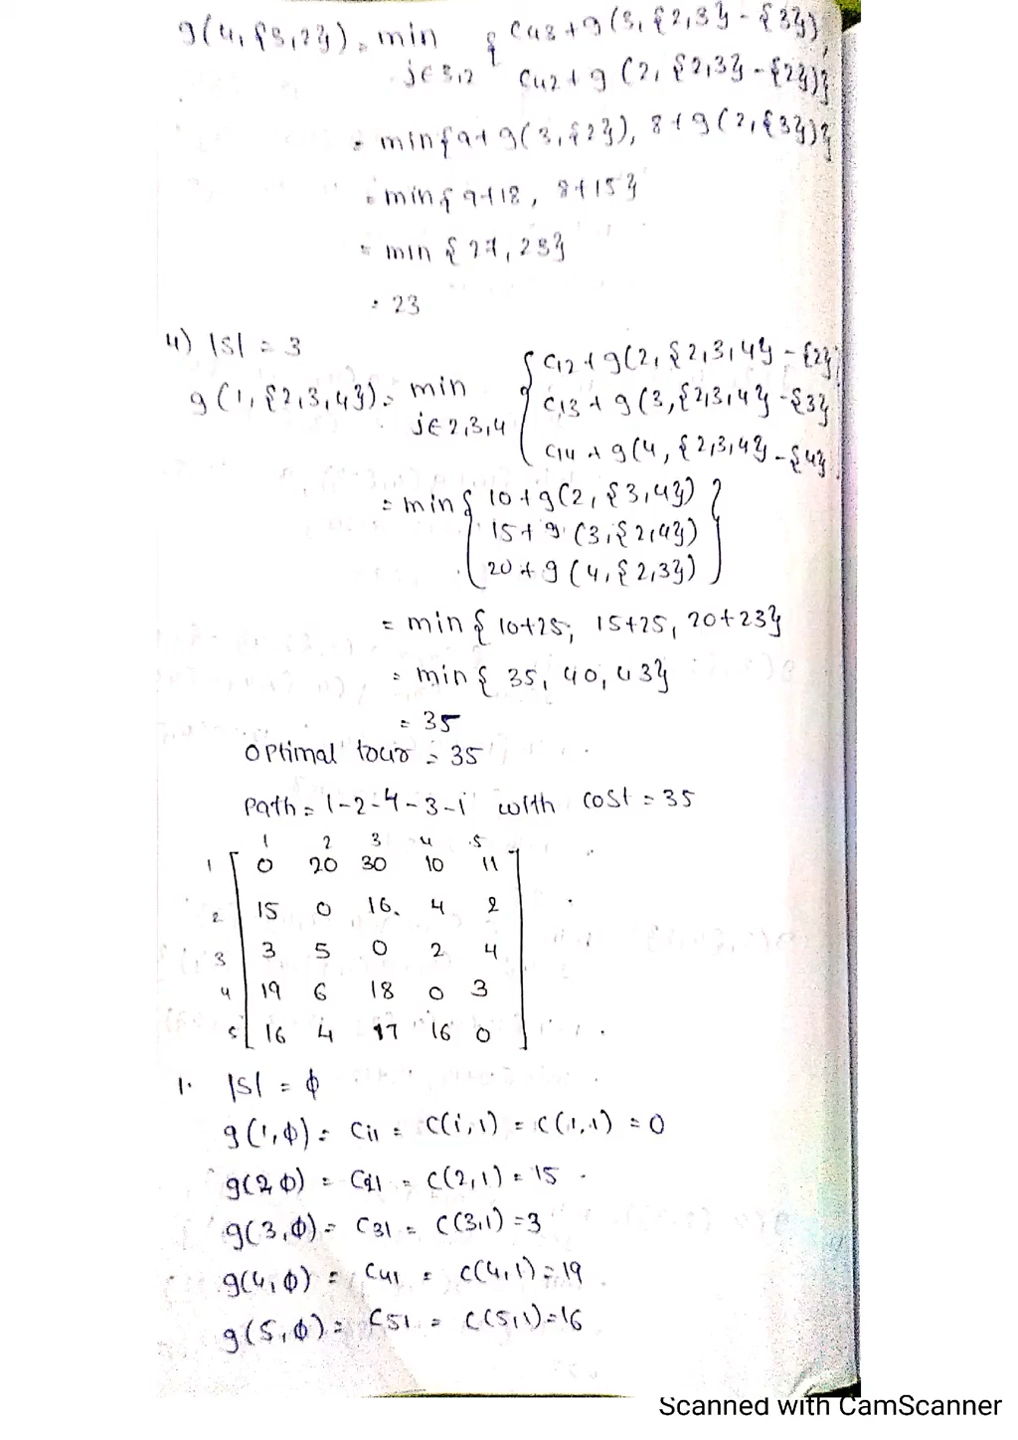 g(4, {3,2}) = min { C43 + g(3, {2,3} - {3}),
j∈3,2 C42 + g(2, {2,3} - {2})}
= min{9+g(3,{2}), 8+g(2,{3})}
= min{9+18, 8+15}
= min {27, 23}
= 23
4) |S| = 3
g(1, {2,3,4}) = min { C12 + g(2, {2,3,4} - {2}
j∈2,3,4 C13 + g(3, {2,3,4} - {3}
C14 + g(4, {2,3,4} - {4}
= min { 10+g(2, {3,4}) }
15+g(3,{2,4})
20+g(4,{2,3})
= min { 10+25, 15+25, 20+23}
= min { 35, 40, 43}
= 35
optimal tour = 35
path = 1-2-4-3-1 with cost = 35
1 2 3 4 5
1 0 20 30 10 11
2 15 0 16 4 2
3 3 5 0 2 4
4 19 6 18 0 3
5 16 4 17 16 0
1. |S| = ϕ
g(1,ϕ) = Ci1 = C(i,1) = C(1,1) = 0
g(2,ϕ) = C21 = C(2,1) = 15
g(3,ϕ) = C31 = C(3,1) = 3
g(4,ϕ) = C41 = C(4,1) = 19
g(5,ϕ) = C51 = C(5,1) = 16
Scanned with CamScanner